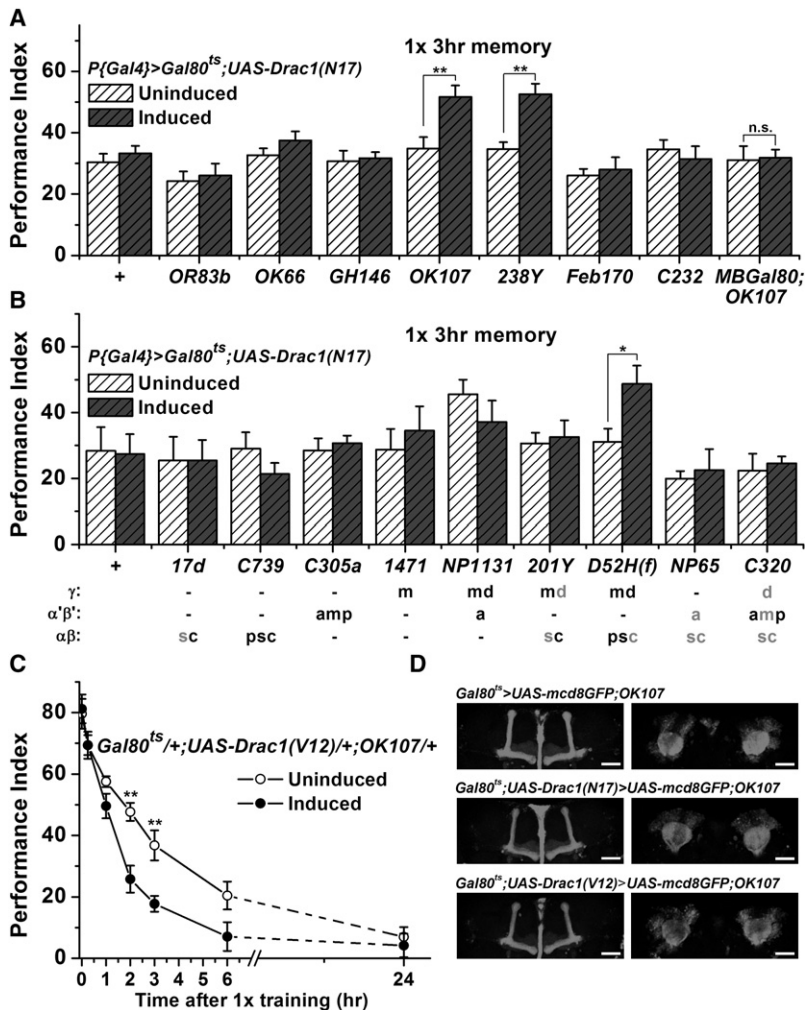 A
P{Gal4}>Gal80ts;UAS-Drac1(N17)
1x 3hr memory
Uninduced
Induced
** **
n.s.
Performance Index
60
40
20
0
+ OR83b OK66 GH146 OK107 238Y Feb170 C232 MBGal80; OK107
B
P{Gal4}>Gal80ts;UAS-Drac1(N17)
1x 3hr memory
Uninduced
Induced
*
Performance Index
60
40
20
0
+ 17d C739 C305a 1471 NP1131 201Y D52H(f) NP65 C320
γ: - - - m md md md - d
α'β': - - amp - a - - a amp
αβ: sc psc - - - sc psc sc sc
C
Gal80ts/+;UAS-Drac1(V12)/+;OK107/+
Uninduced
Induced
** **
Performance Index
80
60
40
20
0
0 1 2 3 4 5 6 24
Time after 1x training (hr)
D
Gal80ts>UAS-mcd8GFP;OK107
Gal80ts;UAS-Drac1(N17)>UAS-mcd8GFP;OK107
Gal80ts;UAS-Drac1(V12)>UAS-mcd8GFP;OK107